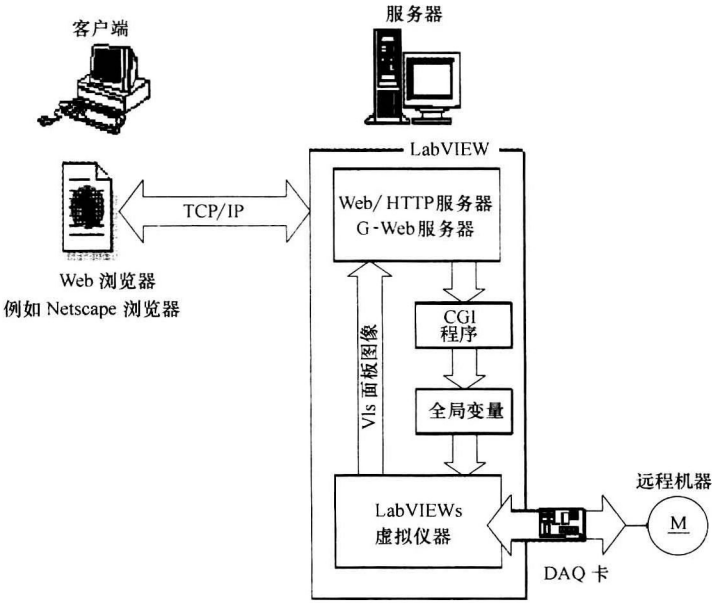 客户端
服务器
LabVIEW
Web/HTTP服务器
G-Web服务器
TCP/IP
Web 浏览器
例如 Netscape 浏览器
CGI
程序
VIs 面板图像
全局变量
LabVIEWs
虚拟仪器
远程机器
M
DAQ 卡